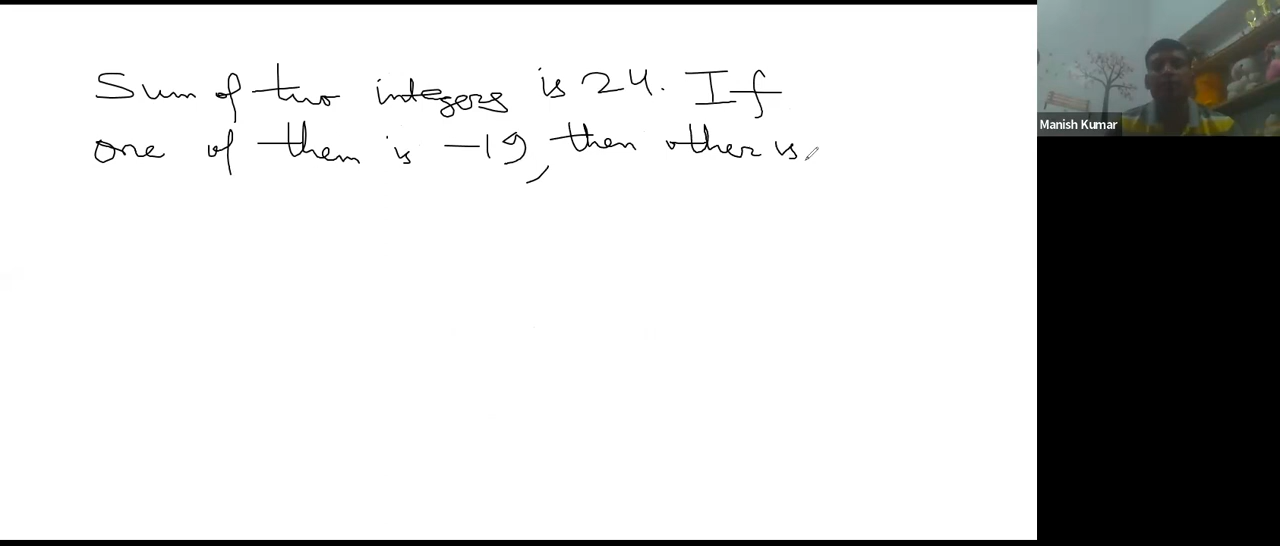 Sum of two integers is 24. If
one of them is -19, then other is
Manish Kumar